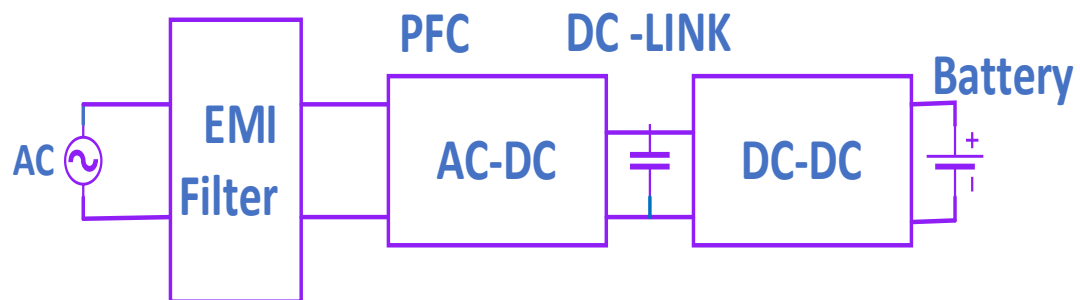 PFC
DC -LINK
Battery
AC
EMI
Filter
AC-DC
DC-DC
+
−